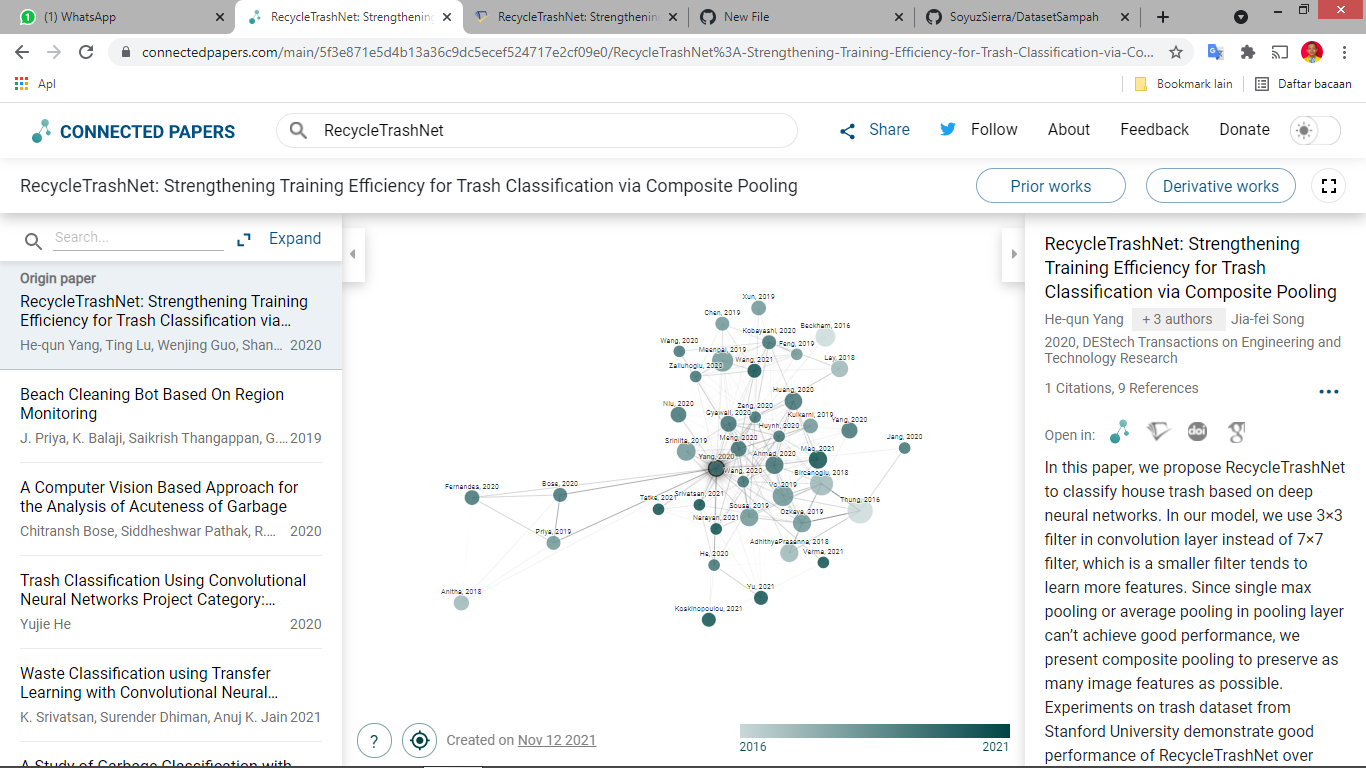 (1) WhatsApp
RecycleTrashNet: Strengthening
RecycleTrashNet: Strengthening
New File
SoyuzSierra/DatasetSampah
connectedpapers.com/main/5f3e871e5d4b13a36c9dc5ecef524717e2cf09e0/RecycleTrashNet%3A-Strengthening-Training-Efficiency-for-Trash-Classification-via-Co...
Apl
Bookmark lain
Daftar bacaan
CONNECTED PAPERS
RecycleTrashNet
Share
Follow
About
Feedback
Donate
RecycleTrashNet: Strengthening Training Efficiency for Trash Classification via Composite Pooling
Prior works
Derivative works
Search...
Expand
Origin paper
RecycleTrashNet: Strengthening Training
Efficiency for Trash Classification via...
He-qun Yang, Ting Lu, Wenjing Guo, Shan... 2020
Beach Cleaning Bot Based On Region
Monitoring
J. Priya, K. Balaji, Saikrish Thangappan, G.... 2019
A Computer Vision Based Approach for
the Analysis of Acuteness of Garbage
Chitransh Bose, Siddheshwar Pathak, R.... 2020
Trash Classification Using Convolutional
Neural Networks Project Category:...
Yujie He 2020
Waste Classification using Transfer
Learning with Convolutional Neural...
K. Srivatsan, Surender Dhiman, Anuj K. Jain 2021
A Study of Garbage Classification with
Xun, 2019
Chen, 2019
Beckham, 2016
Kobayashi, 2020
Wang, 2020
Feng, 2019
Meenpal, 2019
Wang, 2021
Lay, 2018
Zailuhoglu, 2020
Huang, 2020
Niu, 2020
Zeng, 2020
Gyawali, 2020
Kulkarni, 2019
Yang, 2020
Huynh, 2020
Srinilta, 2019
Meng, 2020
Jang, 2020
Mao, 2021
Yang, 2020
Ahmad, 2020
Wang, 2020
Bircanoglu, 2018
Fernandes, 2020
Bose, 2020
Tatke, 2021
Srivatsan, 2021
Vo, 2019
Thung, 2016
Sousa, 2019
Ozkaya, 2019
Narayan, 2021
Priya, 2019
AdhithyaPrasanna, 2018
He, 2020
Verma, 2021
Yu, 2021
Anitha, 2018
Koskinopoulou, 2021
?
Created on Nov 12 2021
2016
2021
RecycleTrashNet: Strengthening
Training Efficiency for Trash
Classification via Composite Pooling
He-qun Yang + 3 authors Jia-fei Song
2020, DEStech Transactions on Engineering and
Technology Research
1 Citations, 9 References
Open in:
doi
In this paper, we propose RecycleTrashNet
to classify house trash based on deep
neural networks. In our model, we use 3×3
filter in convolution layer instead of 7×7
filter, which is a smaller filter tends to
learn more features. Since single max
pooling or average pooling in pooling layer
can't achieve good performance, we
present composite pooling to preserve as
many image features as possible.
Experiments on trash dataset from
Stanford University demonstrate good
performance of RecycleTrashNet over